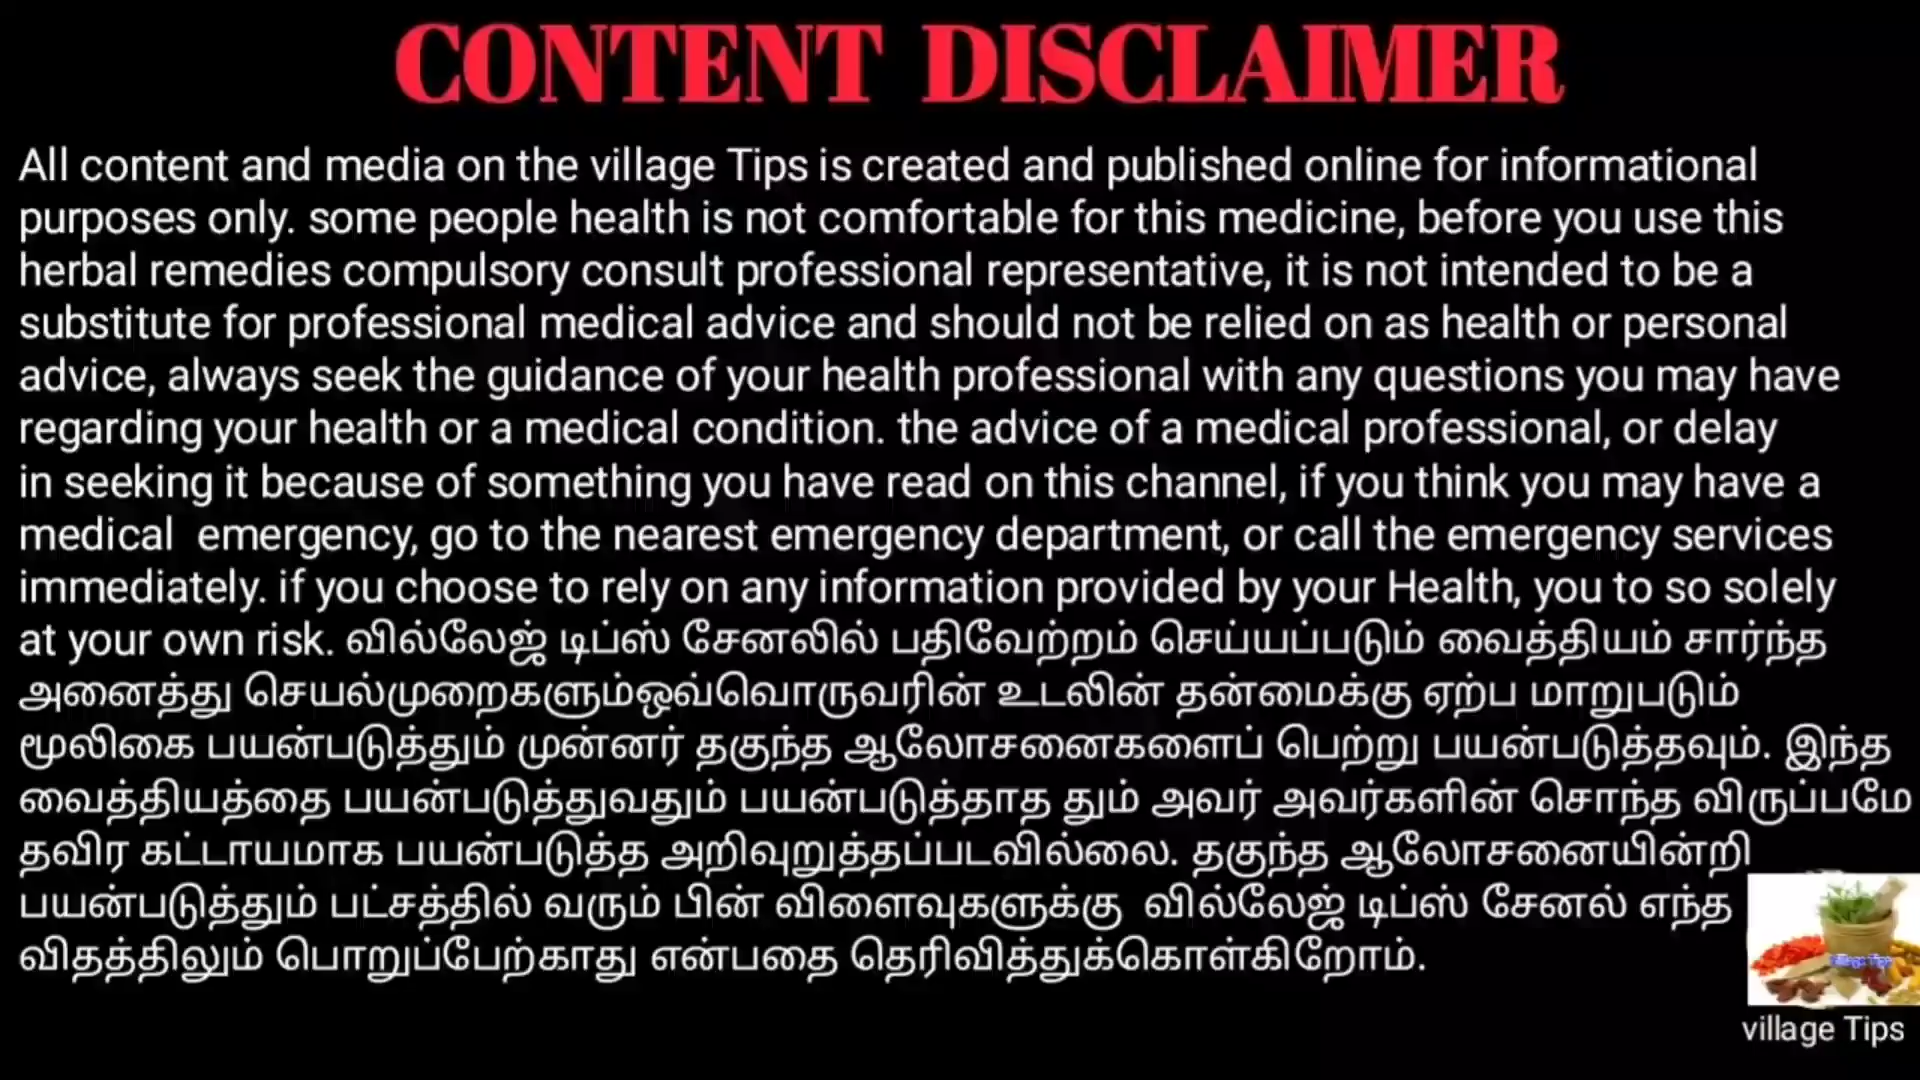 CONTENT DISCLAIMER
All content and media on the village Tips is created and published online for informational
purposes only. some people health is not comfortable for this medicine, before you use this
herbal remedies compulsory consult professional representative, it is not intended to be a
substitute for professional medical advice and should not be relied on as health or personal
advice, always seek the guidance of your health professional with any questions you may have
regarding your health or a medical condition. the advice of a medical professional, or delay
in seeking it because of something you have read on this channel, if you think you may have a
medical  emergency, go to the nearest emergency department, or call the emergency services
immediately. if you choose to rely on any information provided by your Health, you to so solely
at your own risk. வில்லேஜ் டிப்ஸ் சேனலில் பதிவேற்றம் செய்யப்படும் வைத்தியம் சார்ந்த
அனைத்து செயல்முறைகளும்ஒவ்வொருவரின் உடலின் தன்மைக்கு ஏற்ப மாறுபடும்
மூலிகை பயன்படுத்தும் முன்னர் தகுந்த ஆலோசனைகளைப் பெற்று பயன்படுத்தவும். இந்த
வைத்தியத்தை பயன்படுத்துவதும் பயன்படுத்தாத தும் அவர் அவர்களின் சொந்த விருப்பமே
தவிர கட்டாயமாக பயன்படுத்த அறிவுறுத்தப்படவில்லை. தகுந்த ஆலோசனையின்றி
பயன்படுத்தும் பட்சத்தில் வரும் பின் விளைவுகளுக்கு  வில்லேஜ் டிப்ஸ் சேனல் எந்த
விதத்திலும் பொறுப்பேற்காது என்பதை தெரிவித்துக்கொள்கிறோம்.
village Tips